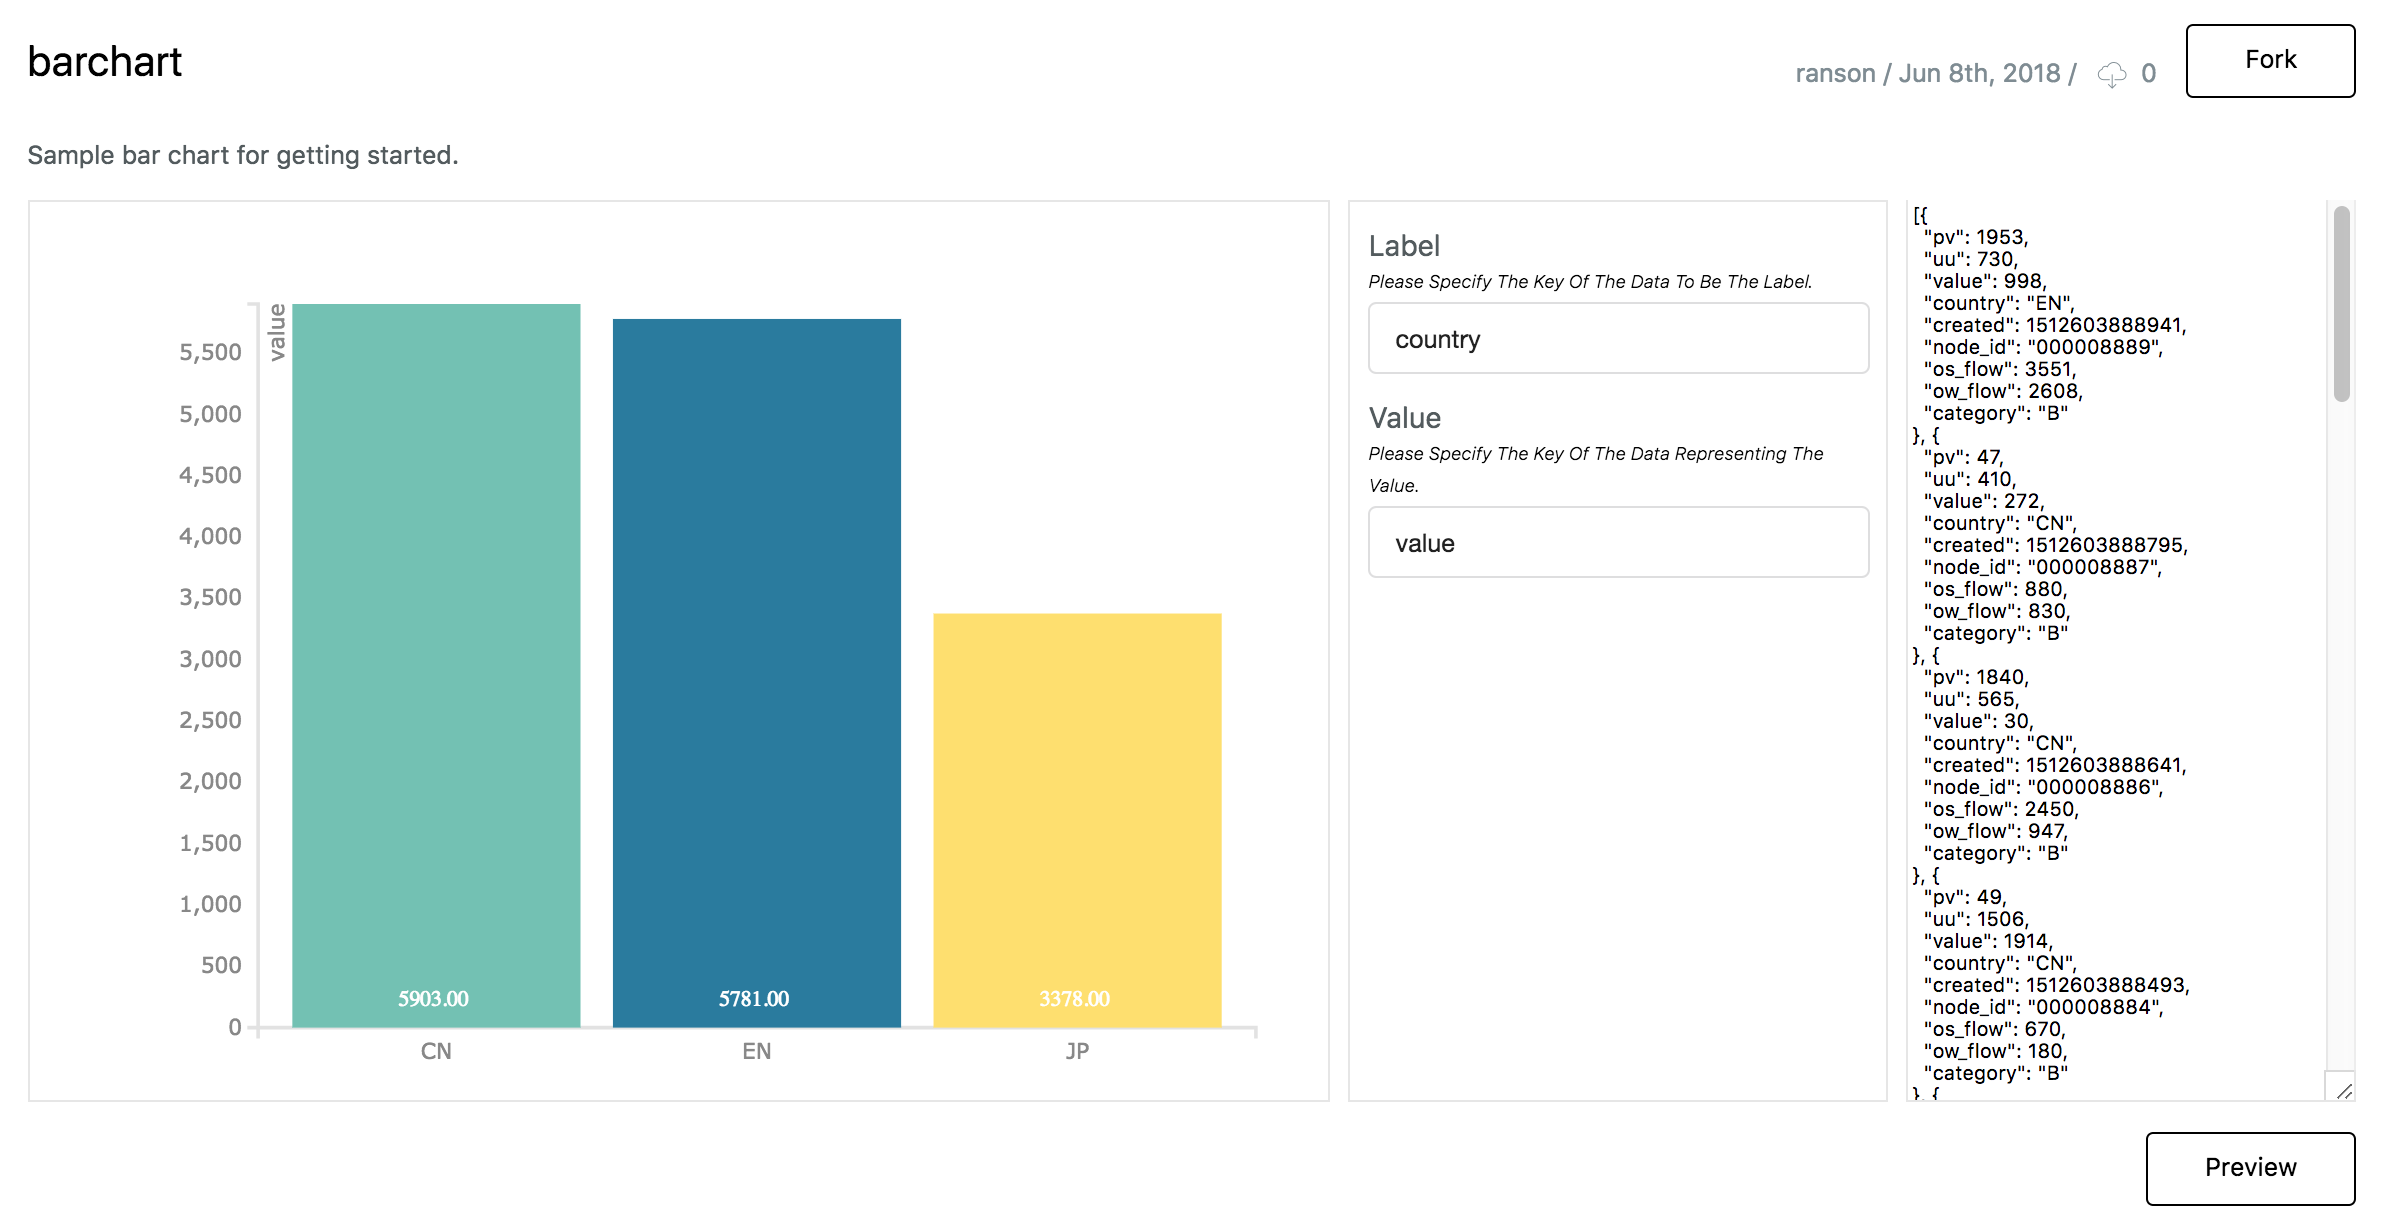 barchart
ranson / Jun 8th, 2018 / 0
Fork
Sample bar chart for getting started.
value
5,500
5,000
4,500
4,000
3,500
3,000
2,500
2,000
1,500
1,000
500
0
5903.00
5781.00
3378.00
CN
EN
JP
Label
Please Specify The Key Of The Data To Be The Label.
country
Value
Please Specify The Key Of The Data Representing The
Value.
value
[{
"pv": 1953,
"uu": 730,
"value": 998,
"country": "EN",
"created": 1512603888941,
"node_id": "000008889",
"os_flow": 3551,
"ow_flow": 2608,
"category": "B"
}, {
"pv": 47,
"uu": 410,
"value": 272,
"country": "CN",
"created": 1512603888795,
"node_id": "000008887",
"os_flow": 880,
"ow_flow": 830,
"category": "B"
}, {
"pv": 1840,
"uu": 565,
"value": 30,
"country": "CN",
"created": 1512603888641,
"node_id": "000008886",
"os_flow": 2450,
"ow_flow": 947,
"category": "B"
}, {
"pv": 49,
"uu": 1506,
"value": 1914,
"country": "CN",
"created": 1512603888493,
"node_id": "000008884",
"os_flow": 670,
"ow_flow": 180,
"category": "B"
}, {
Preview